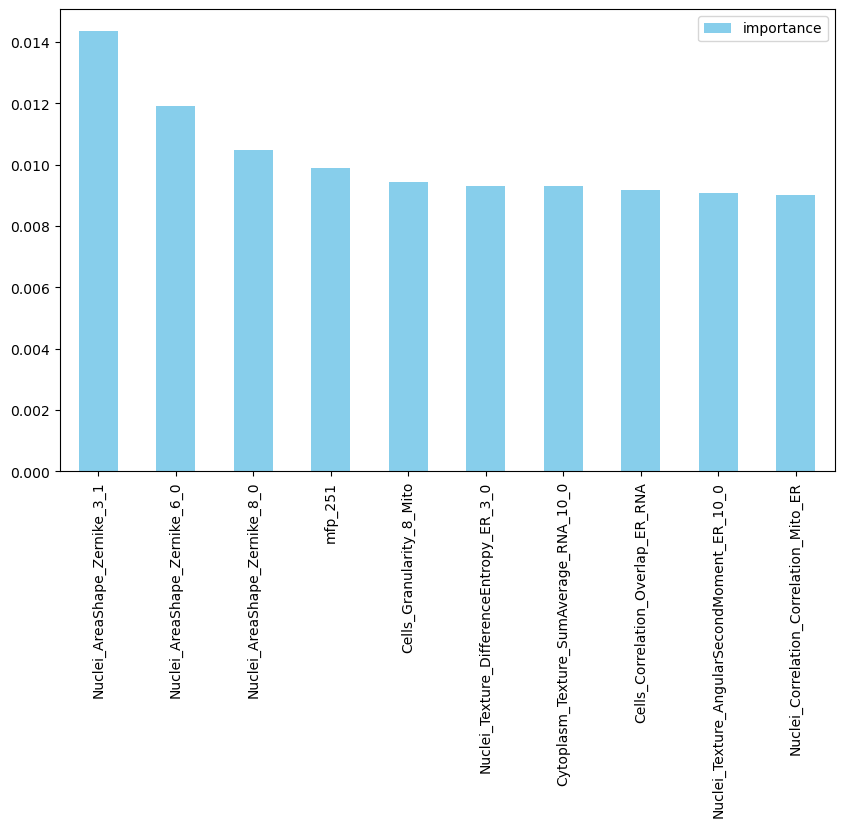 importance
0.014
0.012
0.010
0.008
0.006
0.004
0.002
0.000
Nuclei_AreaShape_Zernike_3_1
Nuclei_AreaShape_Zernike_6_0
Nuclei_AreaShape_Zernike_8_0
mfp_251
Cells_Granularity_8_Mito
Nuclei_Texture_DifferenceEntropy_ER_3_0
Cytoplasm_Texture_SumAverage_RNA_10_0
Cells_Correlation_Overlap_ER_RNA
Nuclei_Texture_AngularSecondMoment_ER_10_0
Nuclei_Correlation_Correlation_Mito_ER